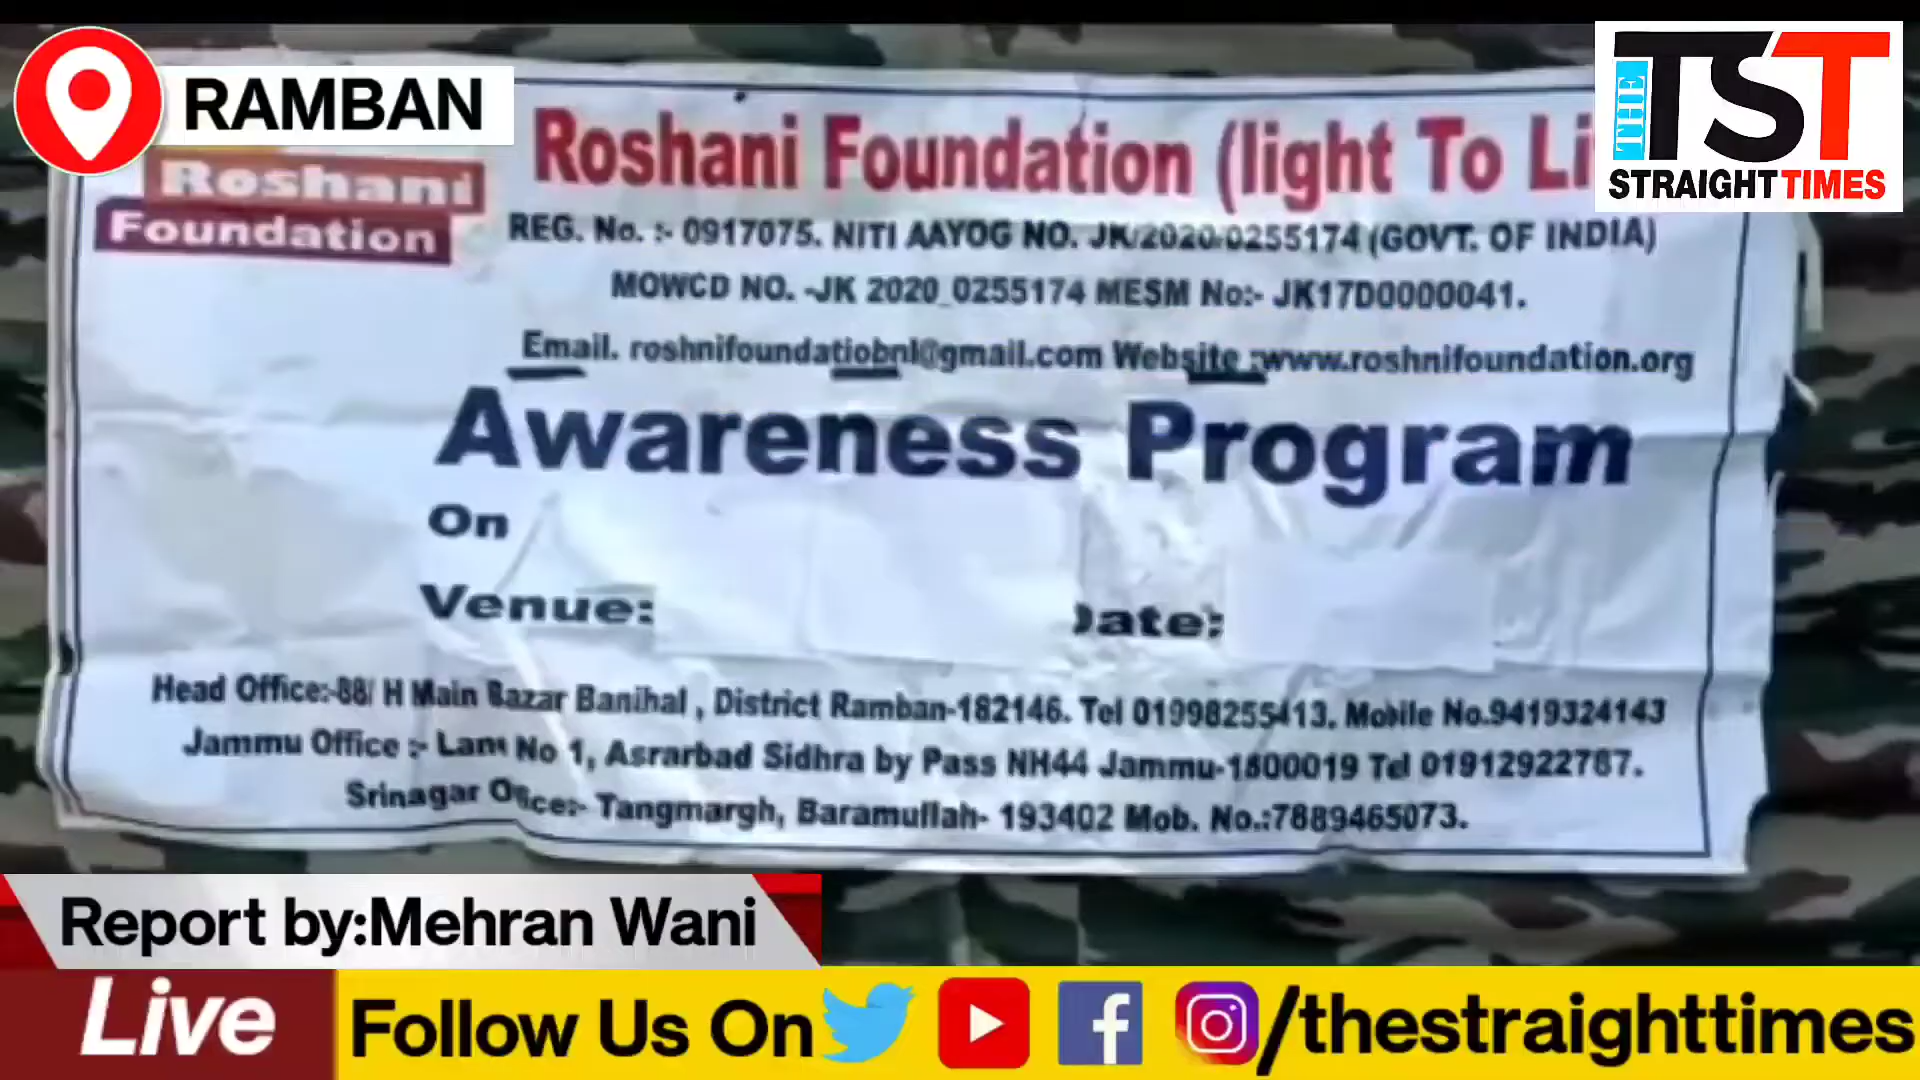 RAMBAN
THE TST
STRAIGHT TIMES
Roshani
Foundation
Roshani Foundation (light To Li
REG. No. :- 0917075. NITI AAYOG NO. JK/2020-0255174 (GOVT. OF INDIA)
MOWCD NO. -JK 2020_0255174 MESM No:- JK17D0000041.
Email. roshnifoundatiobnl@gmail.com Website :www.roshnifoundation.org
Awareness Program
On
Venue:
Date:
Head Office:-88/ H Main Bazar Banihal , District Ramban-182146. Tel 01998255413. Mobile No.9419324143
Jammu Office :- Lane No 1, Asrarbad Sidhra by Pass NH44 Jammu-1800019 Tel 01912922787.
Srinagar Office:- Tangmargh, Baramullah- 193402 Mob. No.:7889465073.
Report by:Mehran Wani
Live
Follow Us On /thestraighttimes